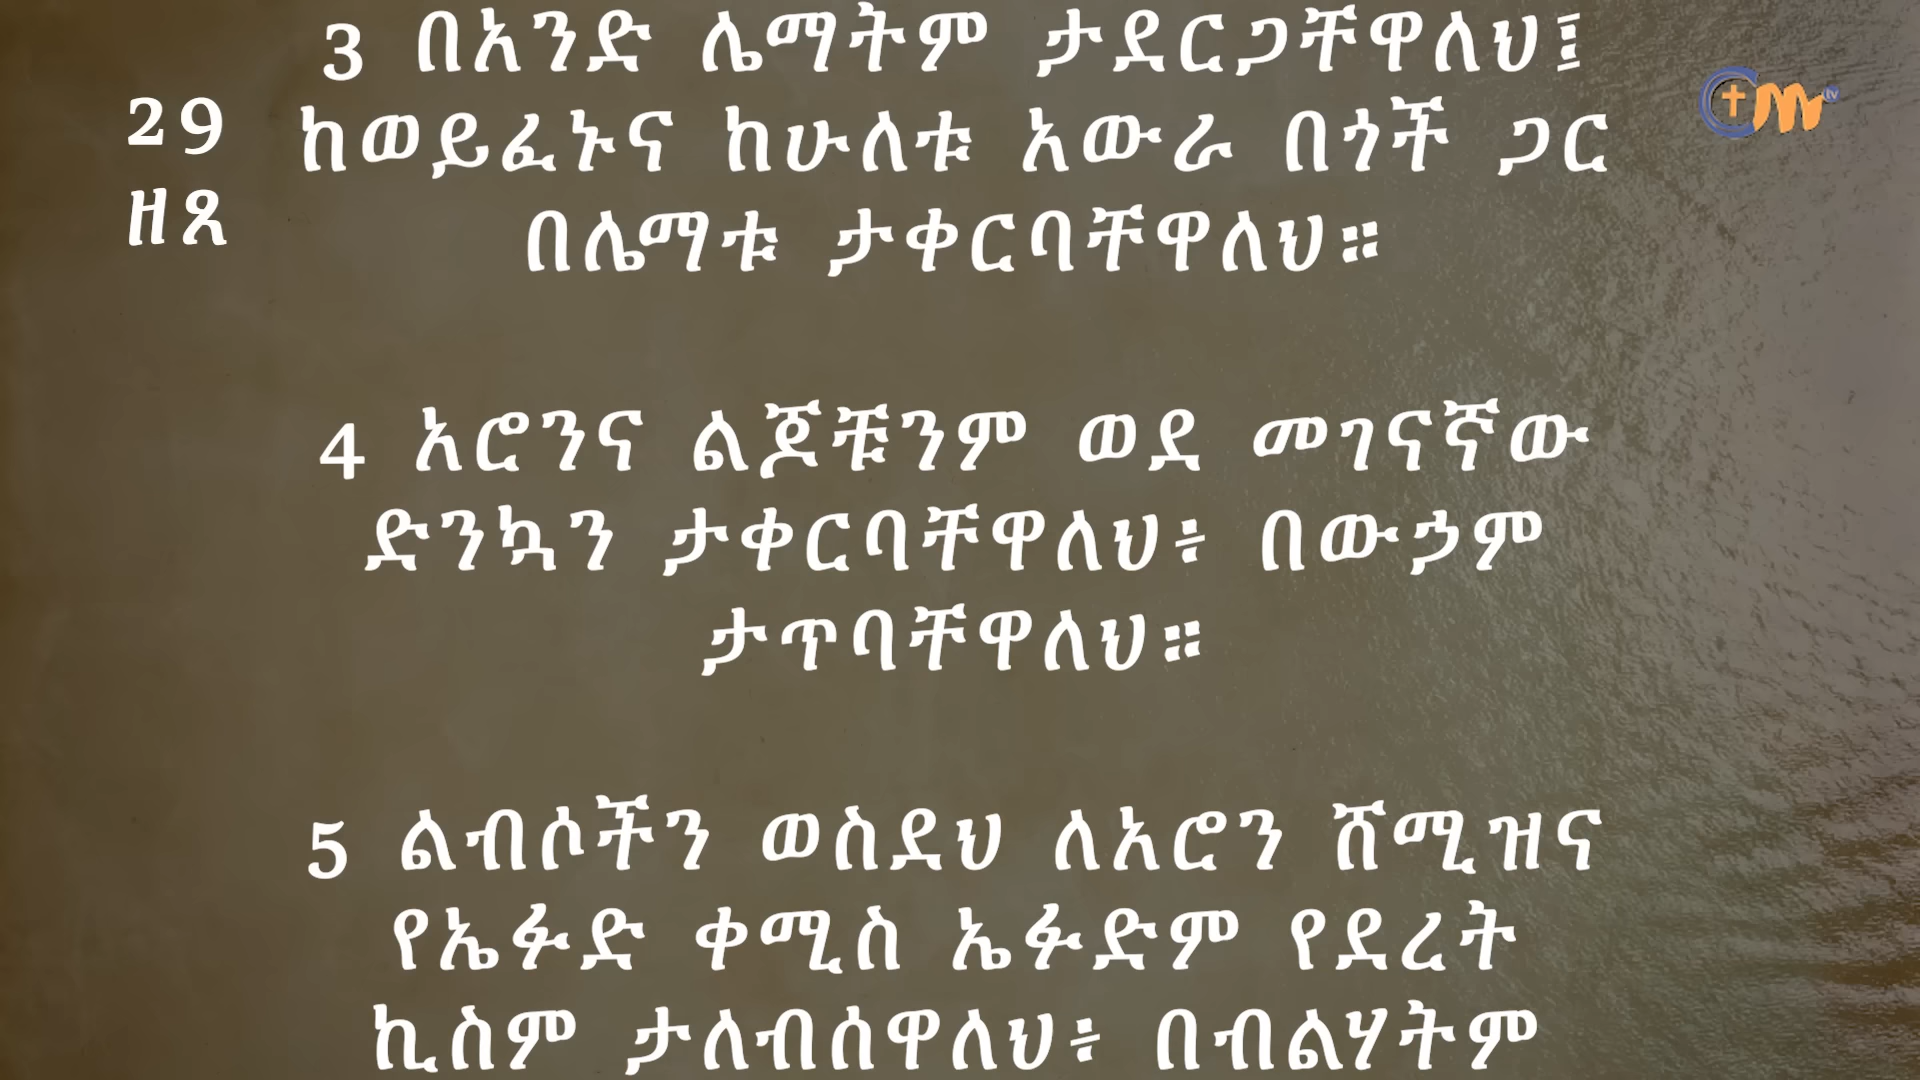 29
ዘጸ
3 በአንድ ሌማትም ታደርጋቸዋለህ፤
ከወይፈኑና ከሁለቱ አውራ በጎች ጋር
በሌማቱ ታቀርባቸዋለህ።
4 አሮንና ልጆቹንም ወደ መገናኛው
ድንኳን ታቀርባቸዋለህ፥ በውኃም
ታጥባቸዋለህ።
5 ልብሶችን ወስደህ ለአሮን ሸሚዝና
የኤፉድ ቀሚስ ኤፉድም የደረት
ኪስም ታለብሰዋለህ፥ በብልሃትም
tv